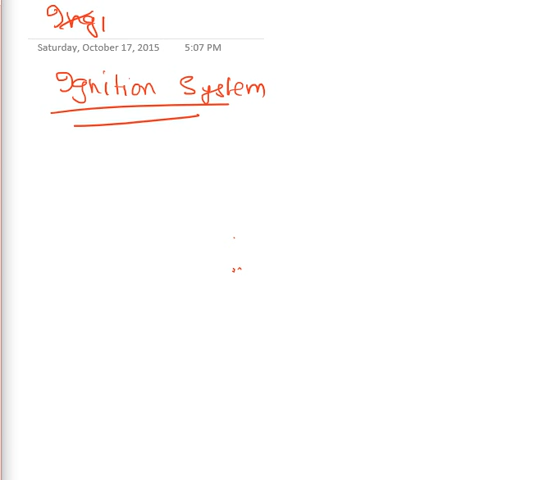 Saturday, October 17, 2015 5:07 PM
Ignition System